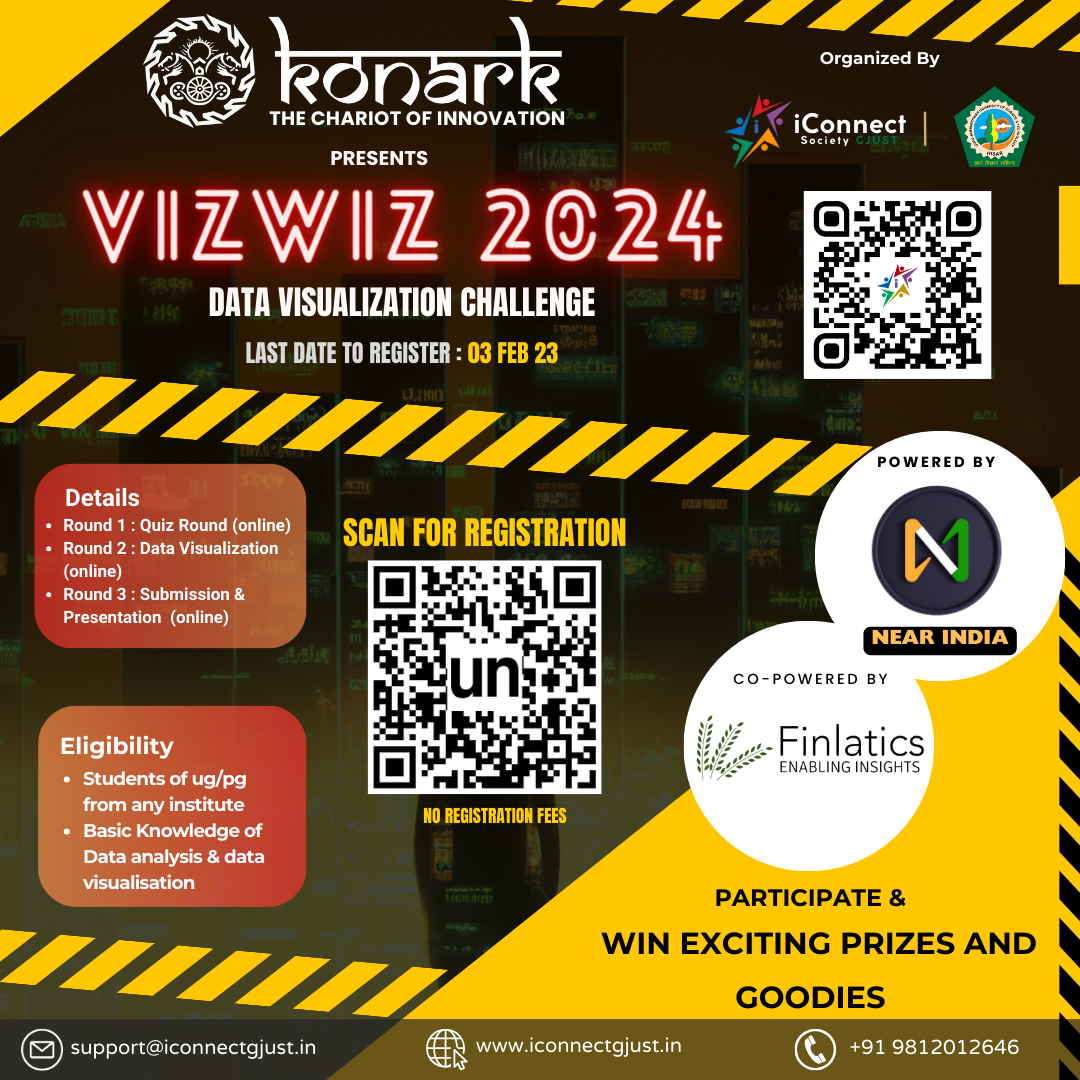 konark
THE CHARIOT OF INNOVATION
PRESENTS
VIZWIZ 2024
DATA VISUALIZATION CHALLENGE
LAST DATE TO REGISTER : 03 FEB 23
Organized By
iConnect
Society GJUST
HISAR
Details
• Round 1 : Quiz Round (online)
• Round 2 : Data Visualization
(online)
• Round 3 : Submission &
Presentation (online)
SCAN FOR REGISTRATION
un
NO REGISTRATION FEES
Eligibility
• Students of ug/pg
from any institute
• Basic Knowledge of
Data analysis & data
visualisation
POWERED BY
NEAR INDIA
CO-POWERED BY
Finlatics
ENABLING INSIGHTS
PARTICIPATE &
WIN EXCITING PRIZES AND
GOODIES
support@iconnectgjust.in
www.iconnectgjust.in
+91 9812012646